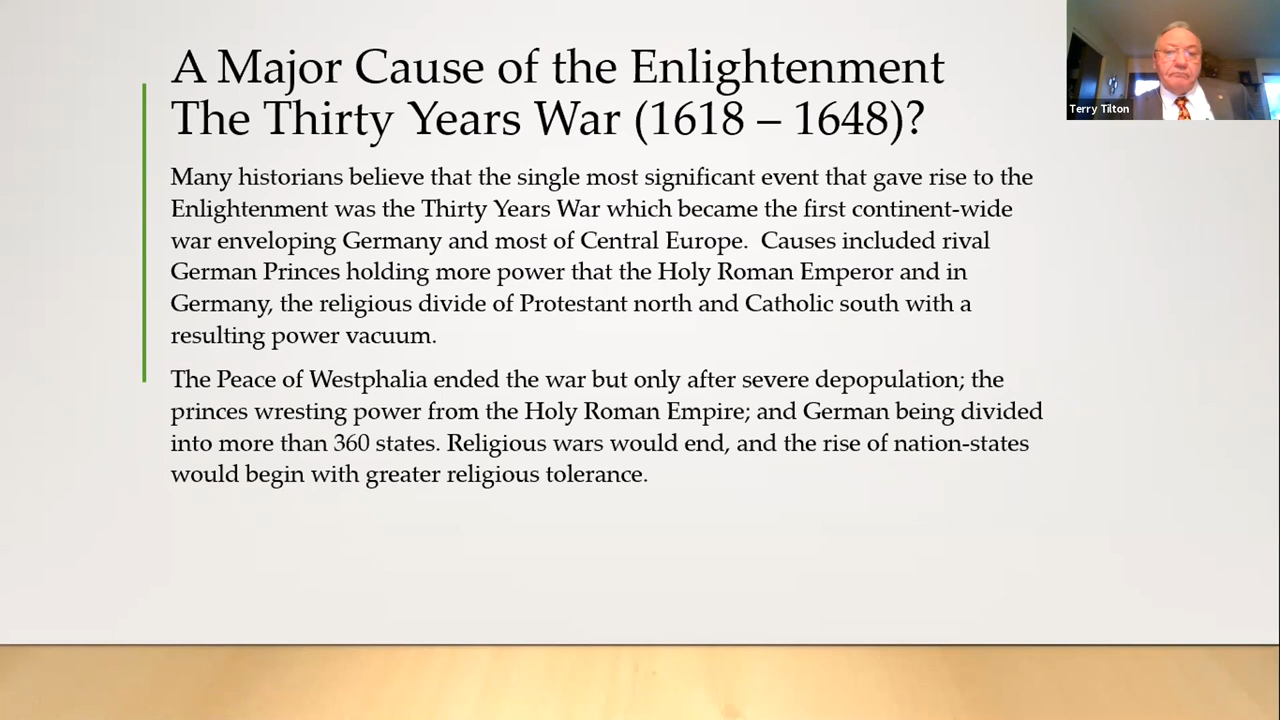 A Major Cause of the Enlightenment
The Thirty Years War (1618 – 1648)?
Many historians believe that the single most significant event that gave rise to the
Enlightenment was the Thirty Years War which became the first continent-wide
war enveloping Germany and most of Central Europe.  Causes included rival
German Princes holding more power that the Holy Roman Emperor and in
Germany, the religious divide of Protestant north and Catholic south with a
resulting power vacuum.
The Peace of Westphalia ended the war but only after severe depopulation; the
princes wresting power from the Holy Roman Empire; and German being divided
into more than 360 states. Religious wars would end, and the rise of nation-states
would begin with greater religious tolerance.
Terry Tilton